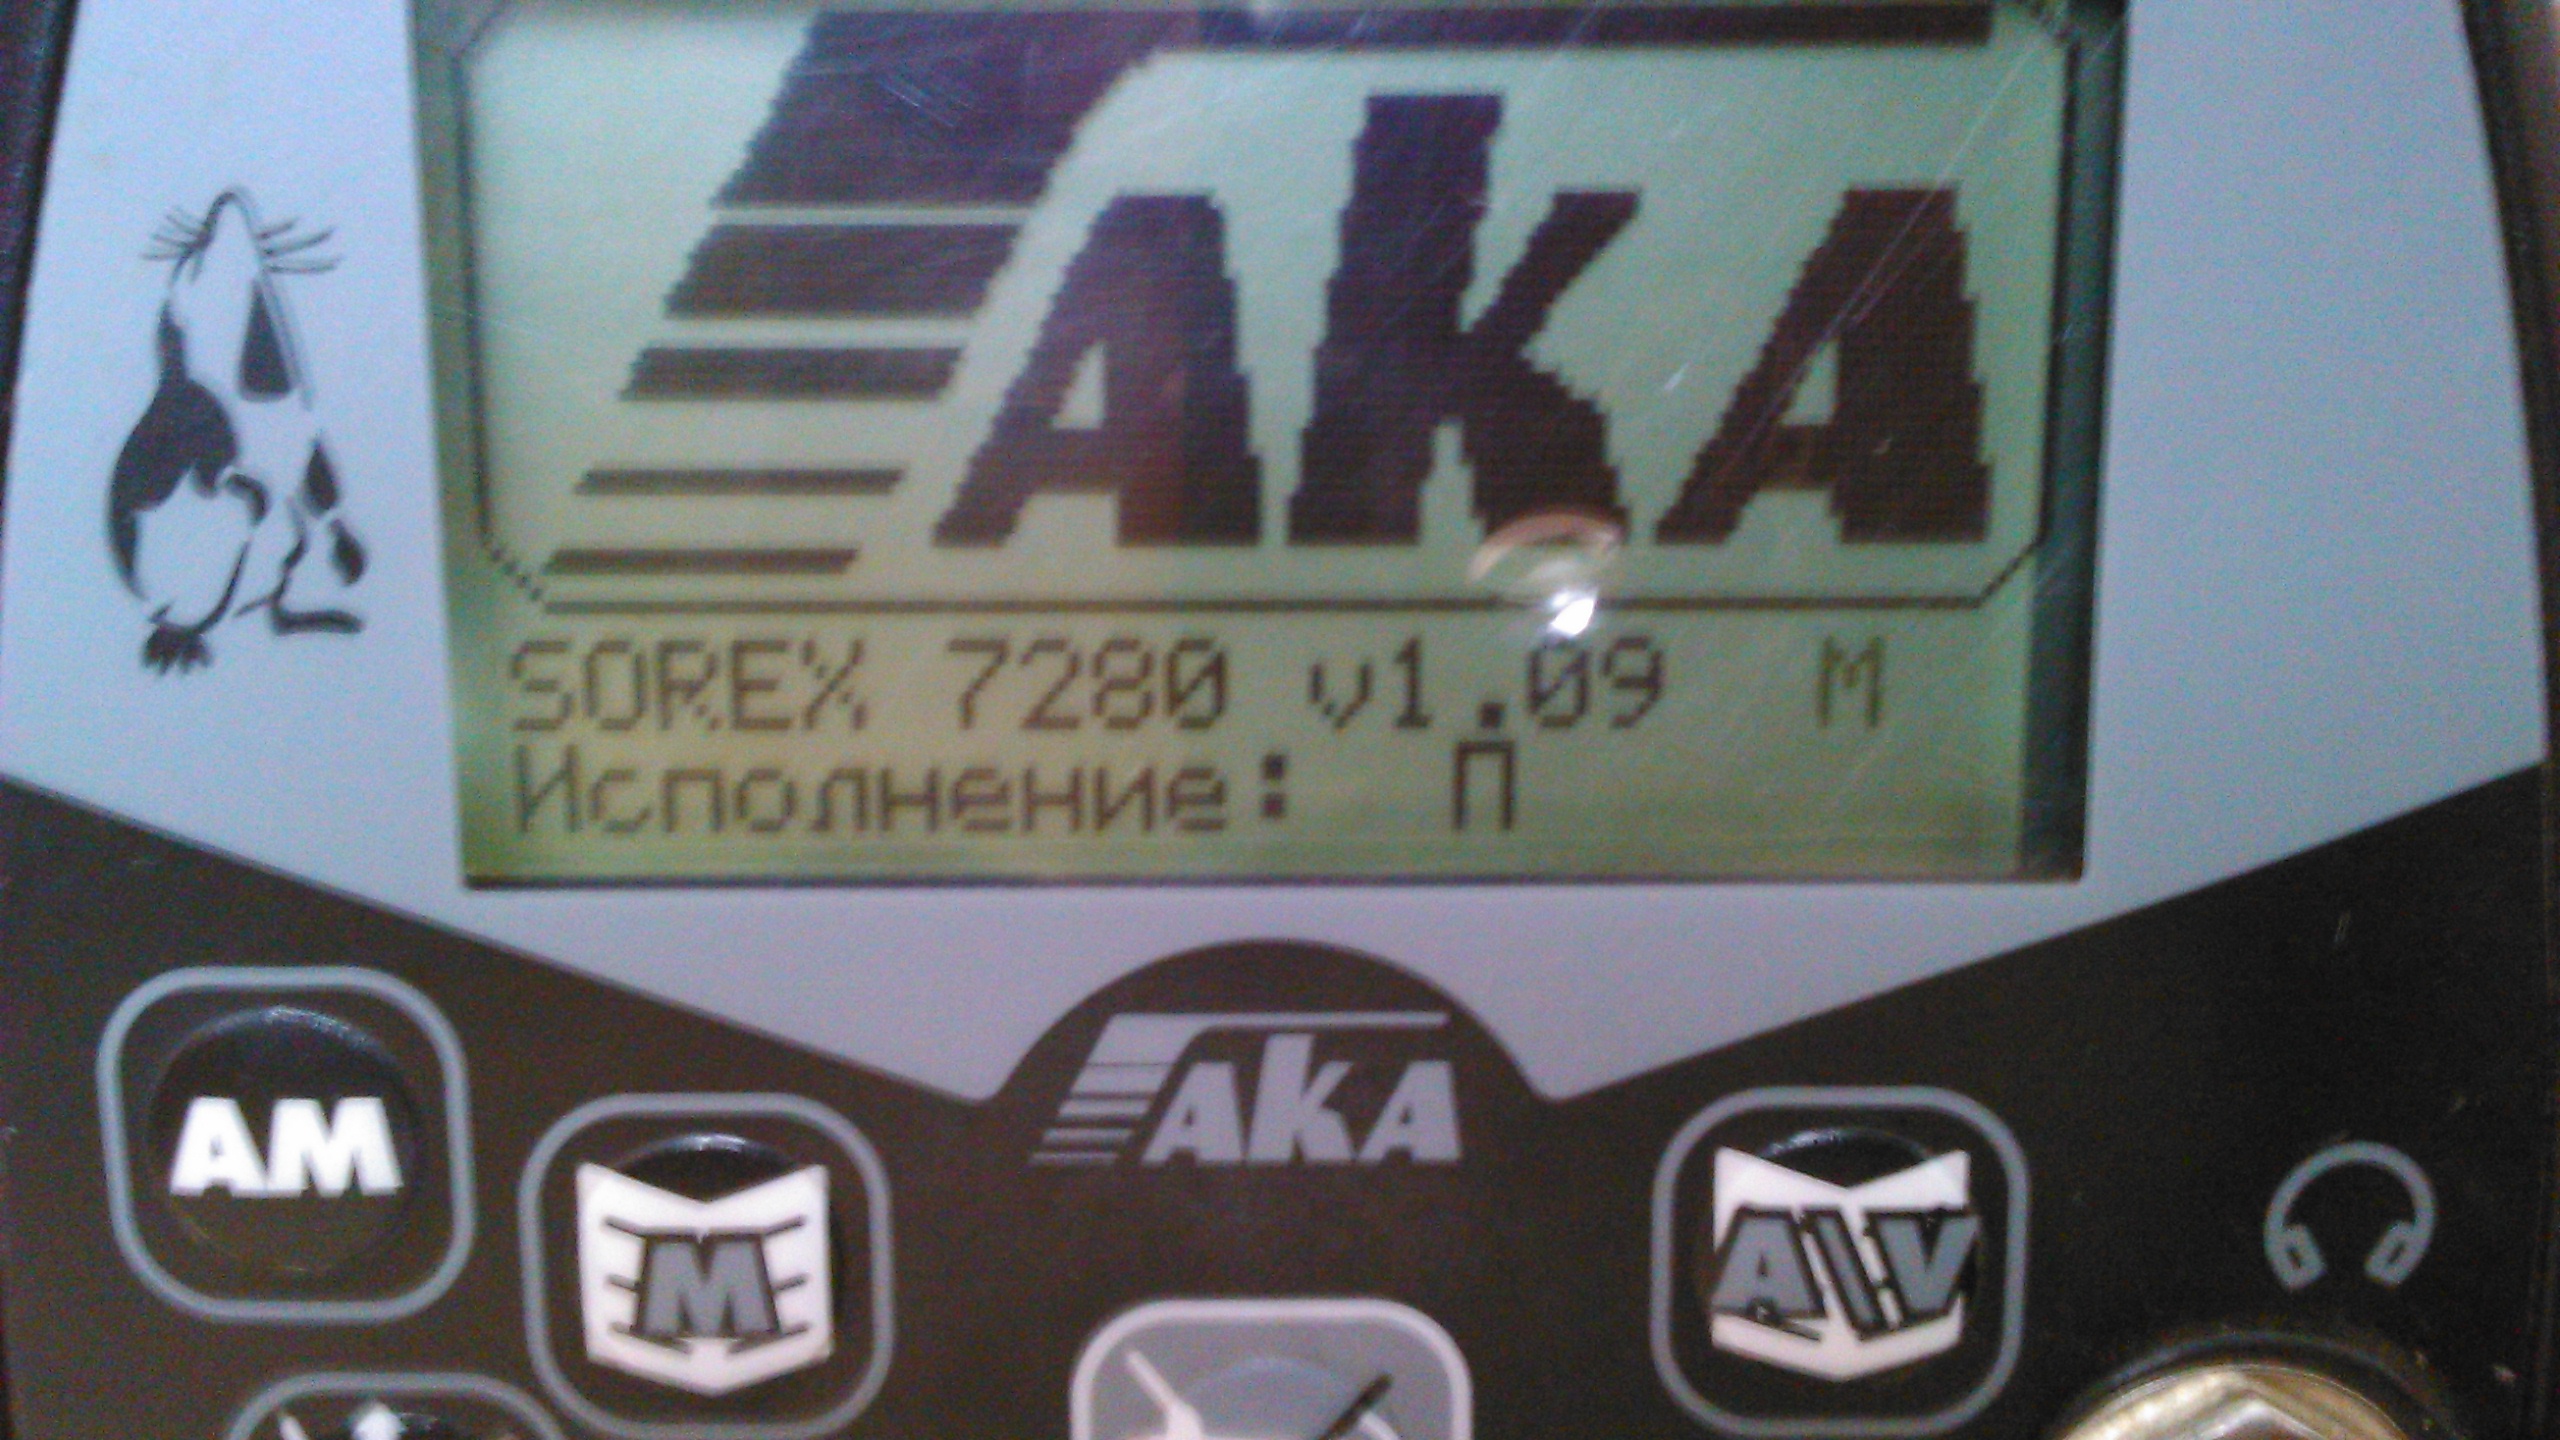 AKA
SOREX 7280 v1.09 M
Исполнение: П
AKA
AM
M
A\V